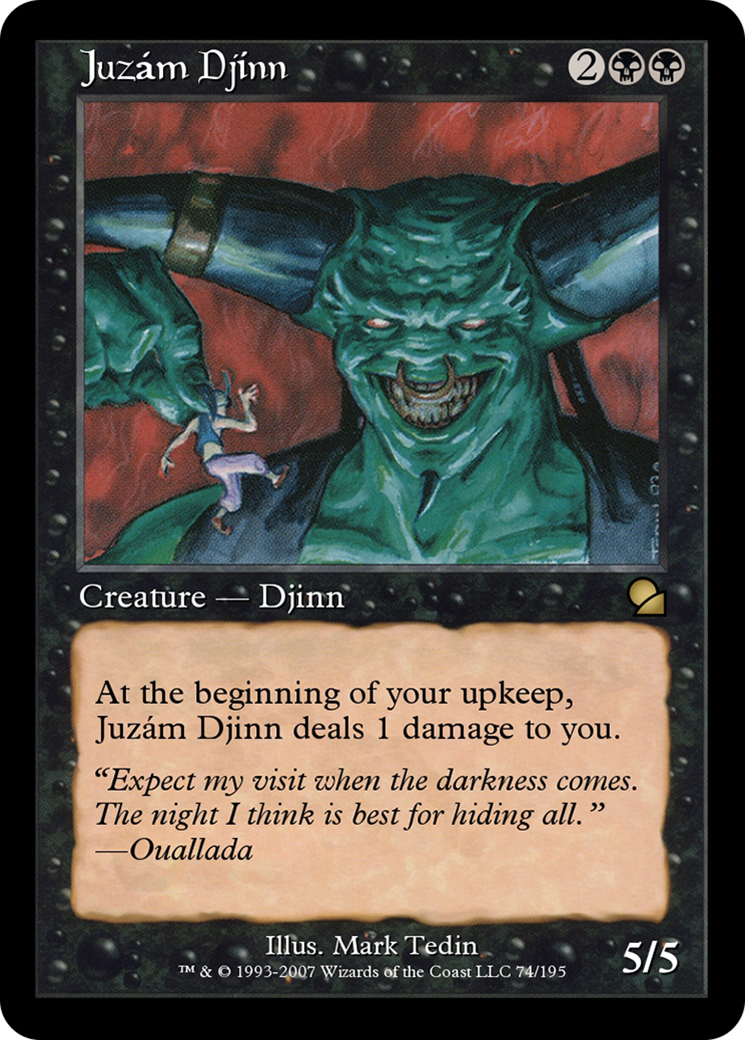 Juzám Djínn 2
Creature — Djinn
At the beginning of your upkeep,
Juzám Djinn deals 1 damage to you.
“Expect my visit when the darkness comes.
The night I think is best for hiding all.”
—Ouallada
Illus. Mark Tedin
™ & © 1993-2007 Wizards of the Coast LLC 74/195
5/5